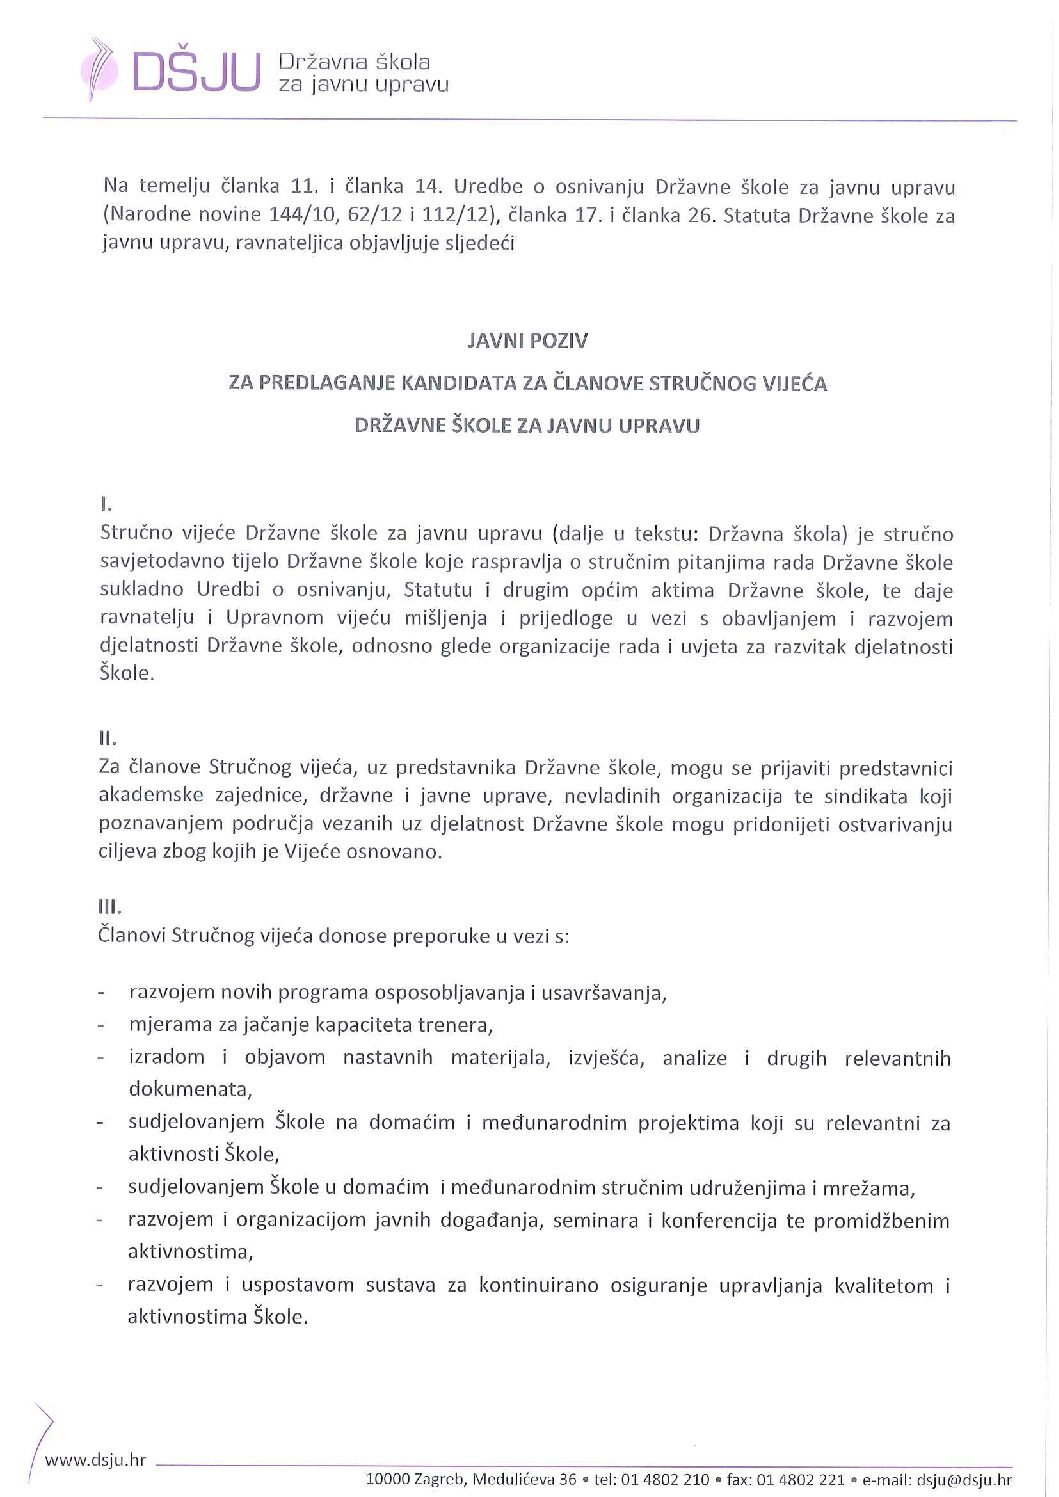 DŠJU Državna škola
za javnu upravu
Na temelju članka 11. i članka 14. Uredbe o osnivanju Državne škole za javnu upravu
(Narodne novine 144/10, 62/12 i 112/12), članka 17. i članka 26. Statuta Državne škole za
javnu upravu, ravnateljica objavljuje sljedeći
JAVNI POZIV
ZA PREDLAGANJE KANDIDATA ZA ČLANOVE STRUČNOG VIJEĆA
DRŽAVNE ŠKOLE ZA JAVNU UPRAVU
I.
Stručno vijeće Državne škole za javnu upravu (dalje u tekstu: Državna škola) je stručno
savjetodavno tijelo Državne škole koje raspravlja o stručnim pitanjima rada Državne škole
sukladno Uredbi o osnivanju, Statutu i drugim općim aktima Državne škole, te daje
ravnatelju i Upravnom vijeću mišljenja i prijedloge u vezi s obavljanjem i razvojem
djelatnosti Državne škole, odnosno glede organizacije rada i uvjeta za razvitak djelatnosti
Škole.
II.
Za članove Stručnog vijeća, uz predstavnika Državne škole, mogu se prijaviti predstavnici
akademske zajednice, državne i javne uprave, nevladinih organizacija te sindikata koji
poznavanjem područja vezanih uz djelatnost Državne škole mogu pridonijeti ostvarivanju
ciljeva zbog kojih je Vijeće osnovano.
III.
Članovi Stručnog vijeća donose preporuke u vezi s:
- razvojem novih programa osposobljavanja i usavršavanja,
- mjerama za jačanje kapaciteta trenera,
- izradom i objavom nastavnih materijala, izvješća, analize i drugih relevantnih
dokumenata,
- sudjelovanjem Škole na domaćim i međunarodnim projektima koji su relevantni za
aktivnosti Škole,
- sudjelovanjem Škole u domaćim i međunarodnim stručnim udruženjima i mrežama,
- razvojem i organizacijom javnih događanja, seminara i konferencija te promidžbenim
aktivnostima,
- razvojem i uspostavom sustava za kontinuirano osiguranje upravljanja kvalitetom i
aktivnostima Škole.
www.dsju.hr
10000 Zagreb, Medulićeva 36 • tel: 01 4802 210 • fax: 01 4802 221 • e-mail: dsju@dsju.hr